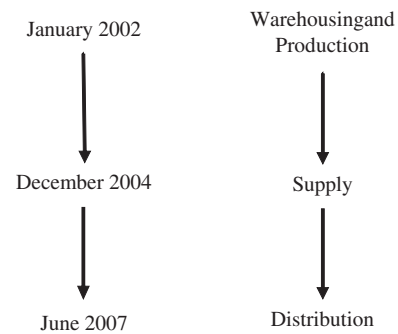 January 2002
Warehousingand
Production
December 2004
Supply
June 2007
Distribution